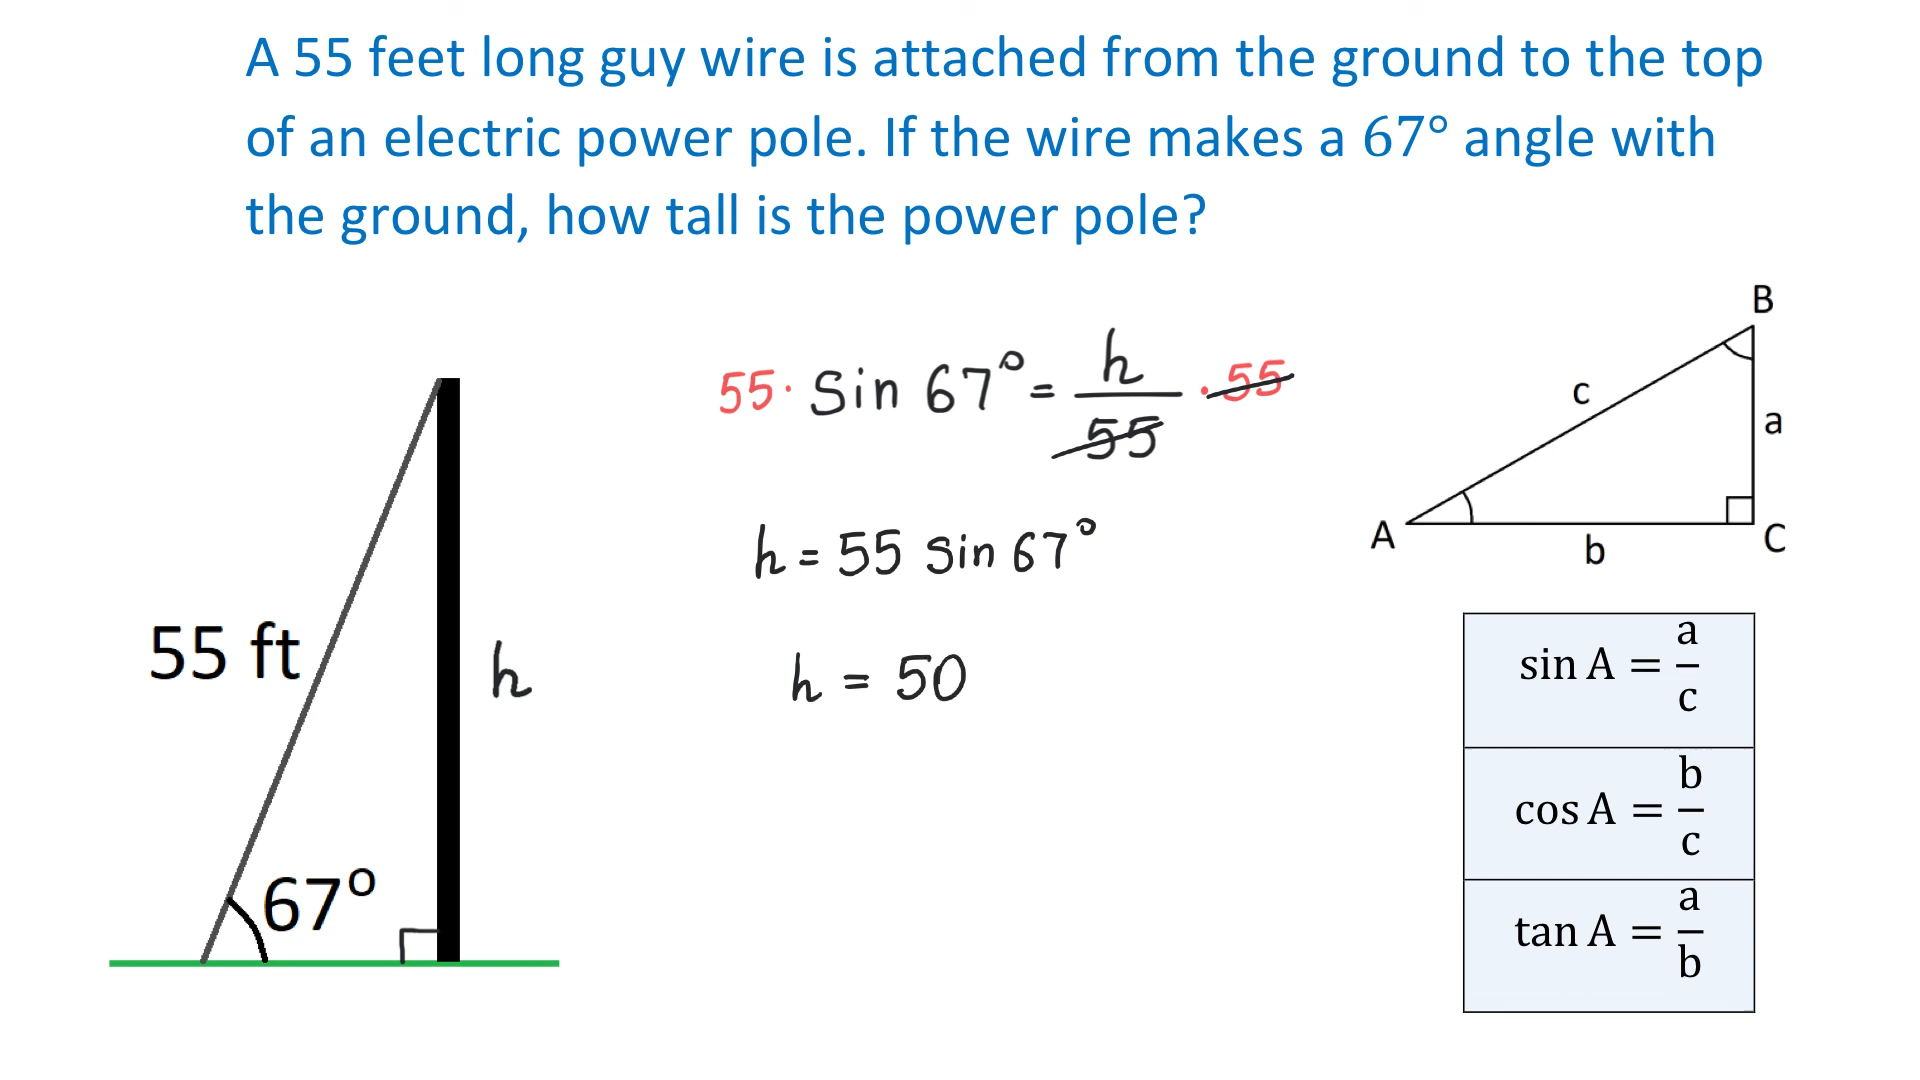 A 55 feet long guy wire is attached from the ground to the top
of an electric power pole. If the wire makes a 67° angle with
the ground, how tall is the power pole?
55 ft
67°
h
55· Sin 67° = h/55 · 55
h = 55 Sin 67°
h = 50
B
c
a
A
b
C
sin A = a/c
cos A = b/c
tan A = a/b